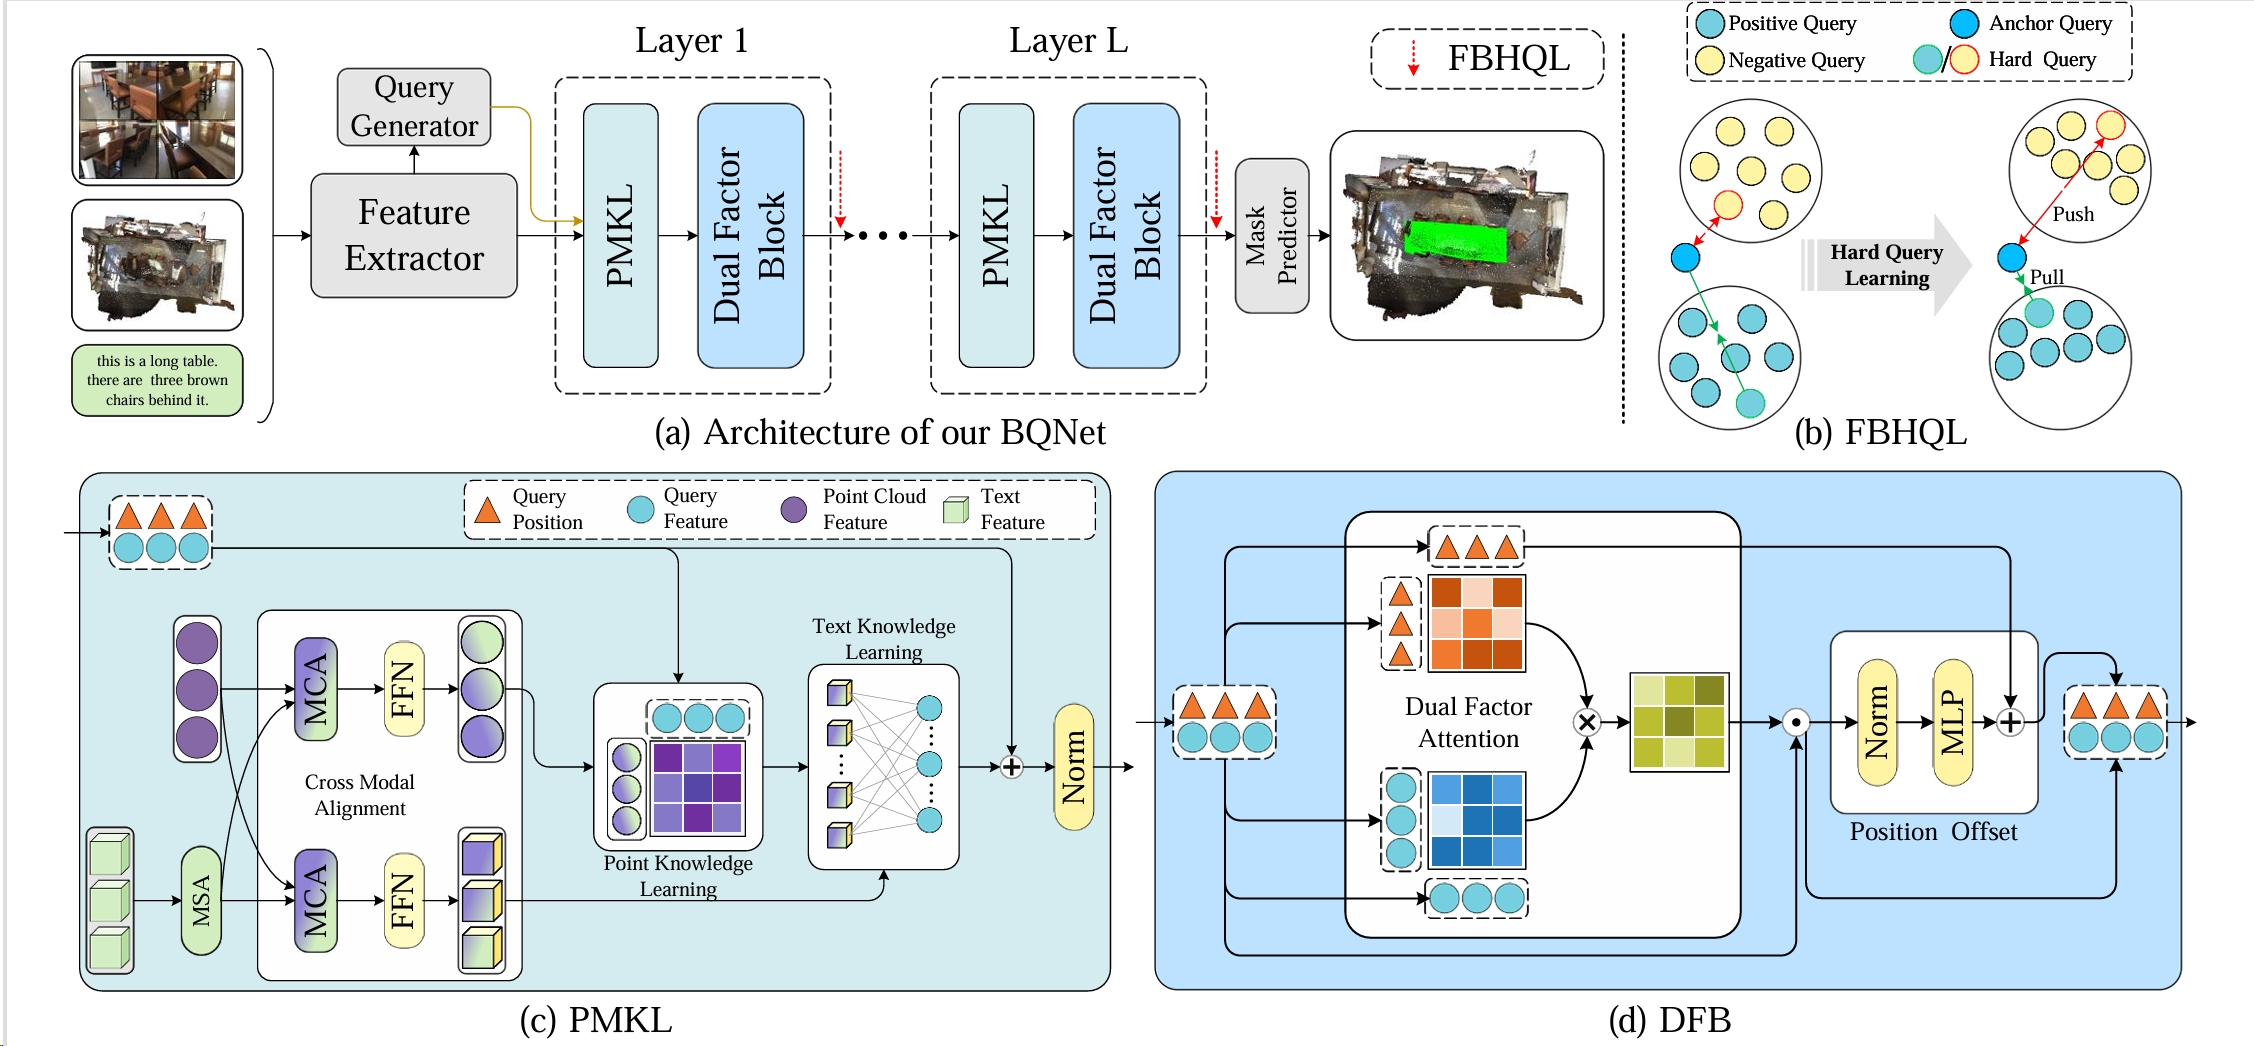 Layer 1
Layer L
FBHQL
Query
Generator
Feature
Extractor
PMKL
Dual Factor
Block
PMKL
Dual Factor
Block
Mask
Predictor
this is a long table.
there are three brown
chairs behind it.
(a) Architecture of our BQNet
Positive Query
Anchor Query
Negative Query
/
Hard Query
Push
Hard Query
Learning
Pull
(b) FBHQL
Query
Position
Query
Feature
Point Cloud
Feature
Text
Feature
MCA
FFN
Cross Modal
Alignment
MSA
MCA
FFN
Point Knowledge
Learning
Text Knowledge
Learning
Norm
(c) PMKL
Dual Factor
Attention
Norm
MLP
Position Offset
(d) DFB